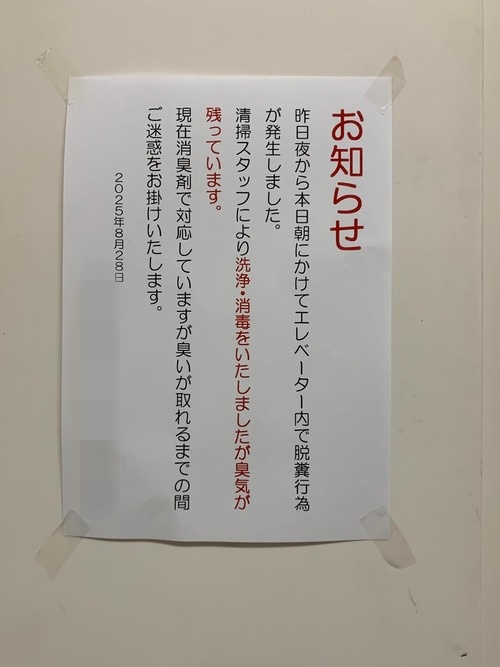 お知らせ
昨日夜から本日朝にかけてエレベーター内で脱糞行為
が発生しました。
清掃スタッフにより洗浄・消毒をいたしましたが臭気が
残っています。
現在消臭剤で対応していますが臭いが取れるまでの間
ご迷惑をお掛けいたします。
2025年8月28日